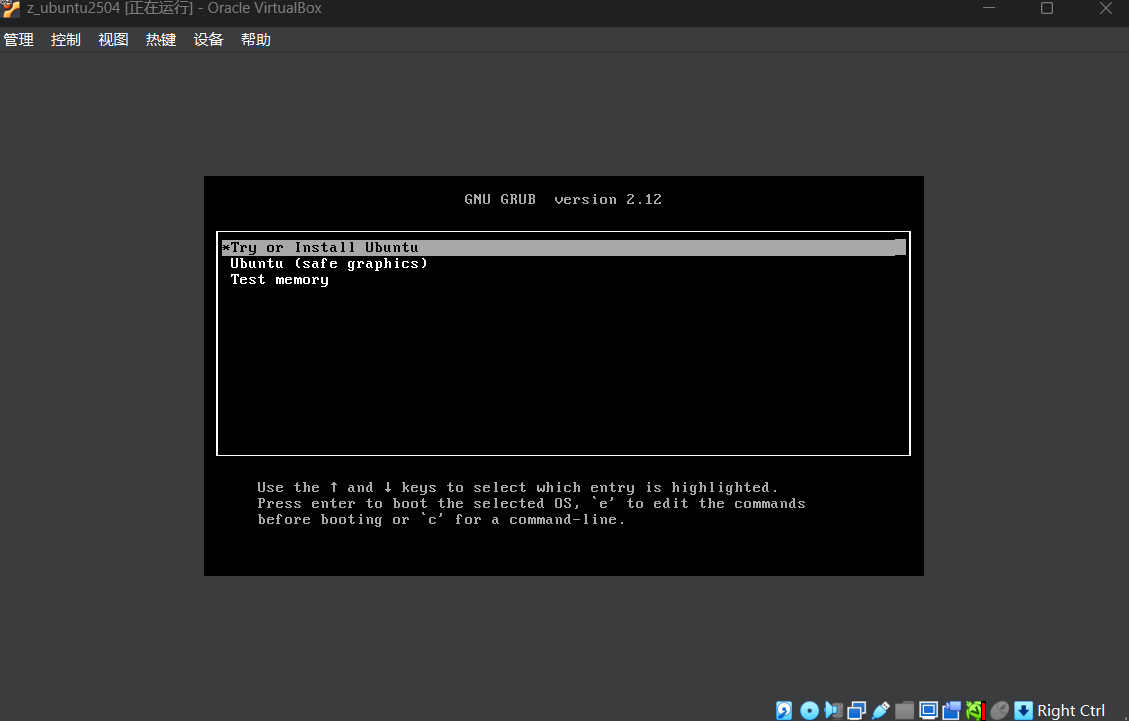 z_ubuntu2504 [正在运行] - Oracle VirtualBox
管理 控制 视图 热键 设备 帮助
GNU GRUB  version 2.12
*Try or Install Ubuntu
Ubuntu (safe graphics)
Test memory
Use the ↑ and ↓ keys to select which entry is highlighted.
Press enter to boot the selected OS, `e' to edit the commands
before booting or `c' for a command-line.
Right Ctrl